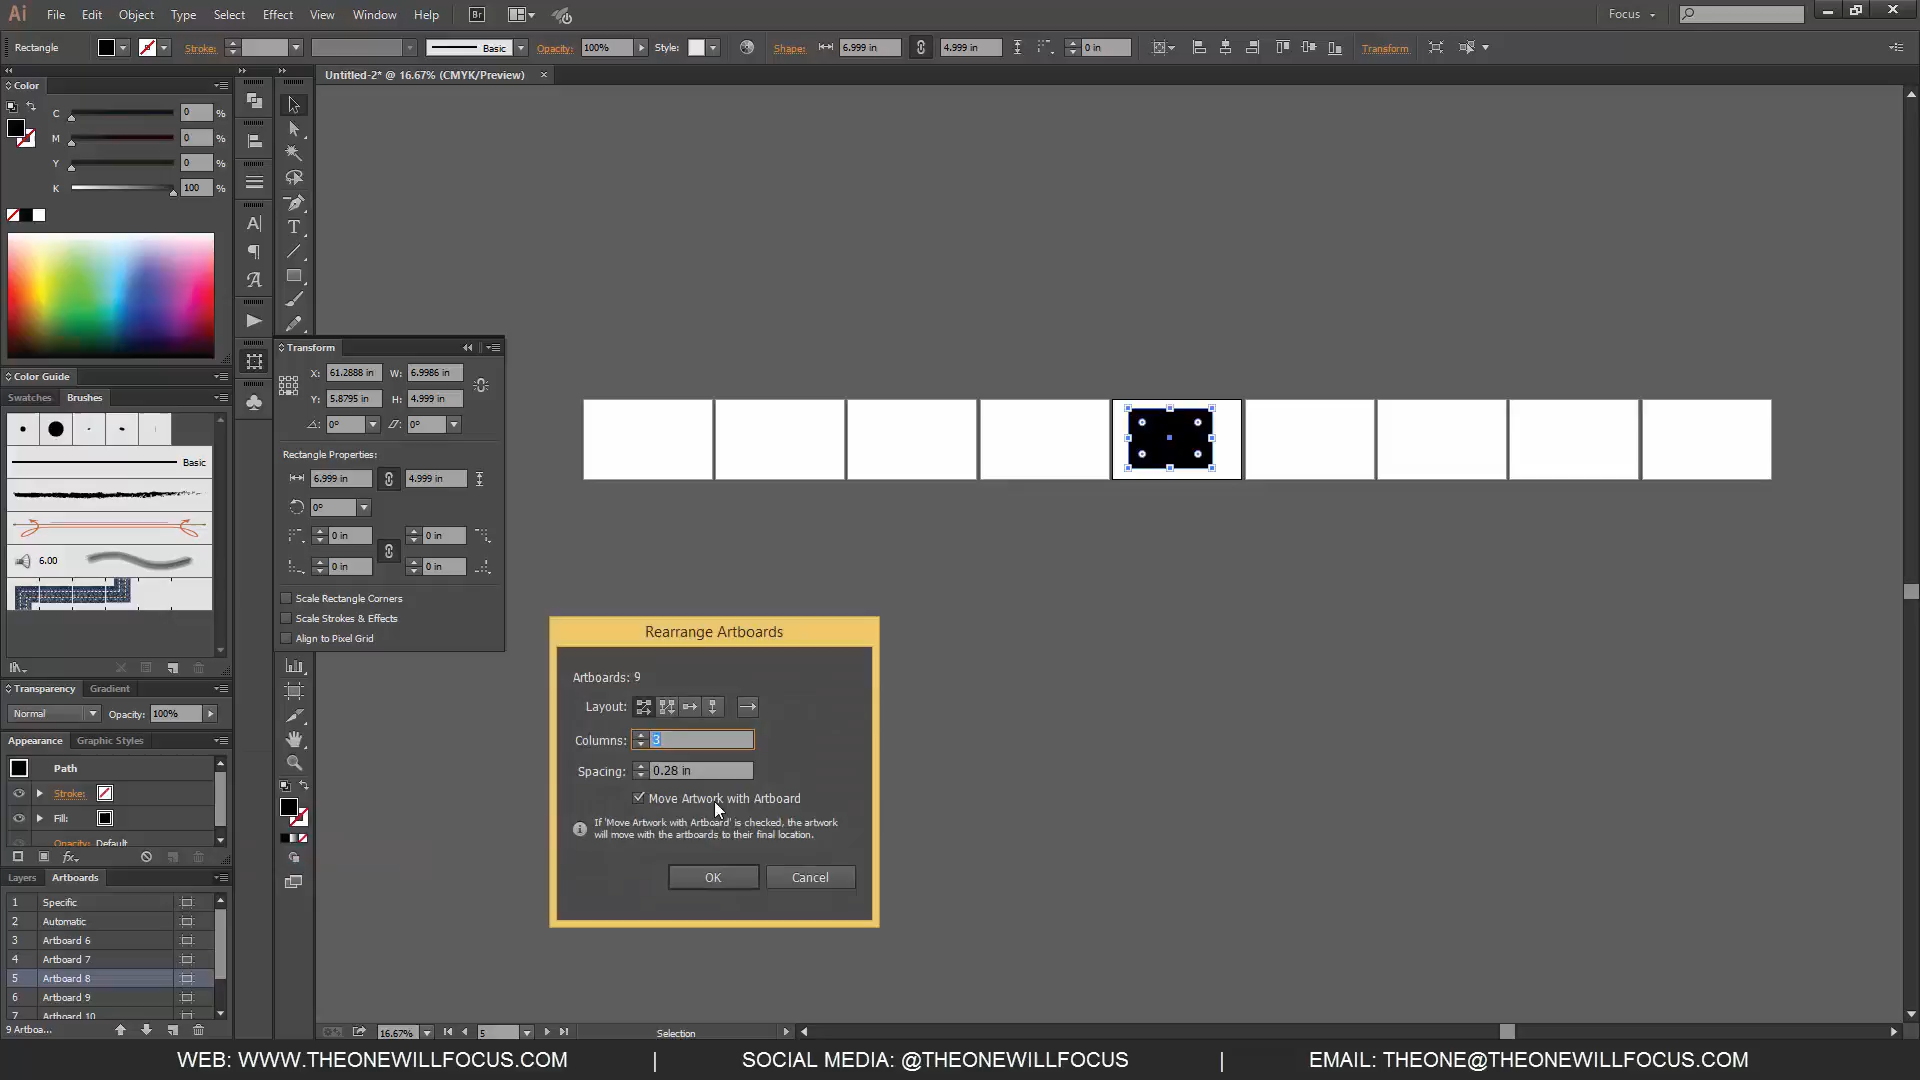 Ai File Edit Object Type Select Effect View Window Help Br Focus
Rectangle Stroke: Basic Opacity: 100% Style: Shape: 6.999 in 4.999 in 0 in Transform
Untitled-2* @ 16.67% (CMYK/Preview)
Color
C 0 %
M 0 %
Y 0 %
K 100 %
Color Guide
Swatches Brushes
Basic
6.00
Transparency Gradient
Normal Opacity: 100%
Appearance Graphic Styles
Path
Stroke:
Fill:
Opacity: Default
Layers Artboards
1 Specific
2 Automatic
3 Artboard 6
4 Artboard 7
5 Artboard 8
6 Artboard 9
7 Artboard 10
9 Artboa...
Transform
X: 61.2888 in W: 6.9986 in
Y: 5.8795 in H: 4.999 in
0° 0°
Rectangle Properties:
6.999 in 4.999 in
0°
0 in 0 in
0 in 0 in
Scale Rectangle Corners
Scale Strokes & Effects
Align to Pixel Grid
Rearrange Artboards
Artboards: 9
Layout:
Columns: 3
Spacing: 0.28 in
Move Artwork with Artboard
If 'Move Artwork with Artboard' is checked, the artwork
will move with the artboards to their final location.
OK Cancel
16.67% 5 Selection
WEB: WWW.THEONEWILLFOCUS.COM | SOCIAL MEDIA: @THEONEWILLFOCUS | EMAIL: THEONE@THEONEWILLFOCUS.COM